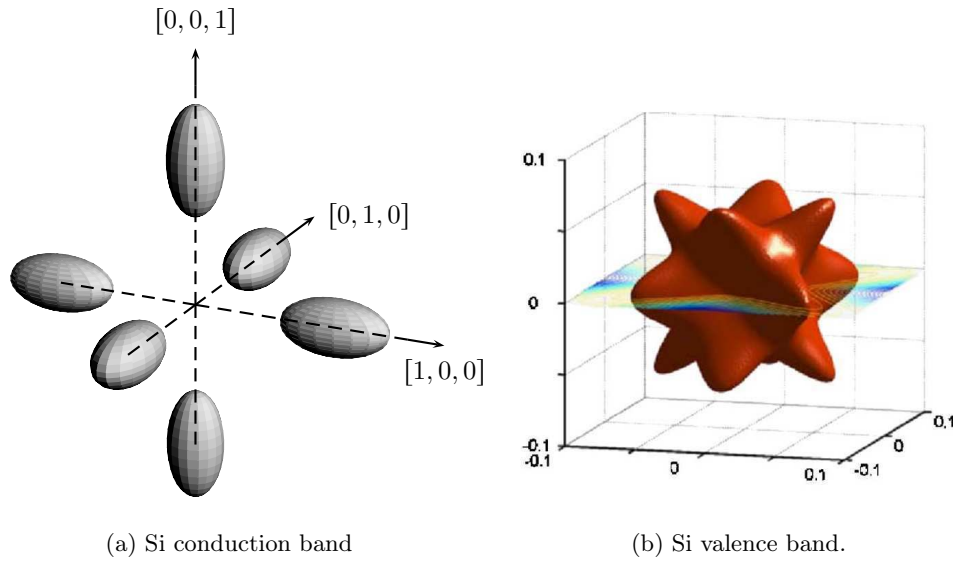 [0, 0, 1]
[0, 1, 0]
[1, 0, 0]
0.1
0
-0.1
-0.1
0
0.1
-0.1
0
0.1
(a) Si conduction band
(b) Si valence band.